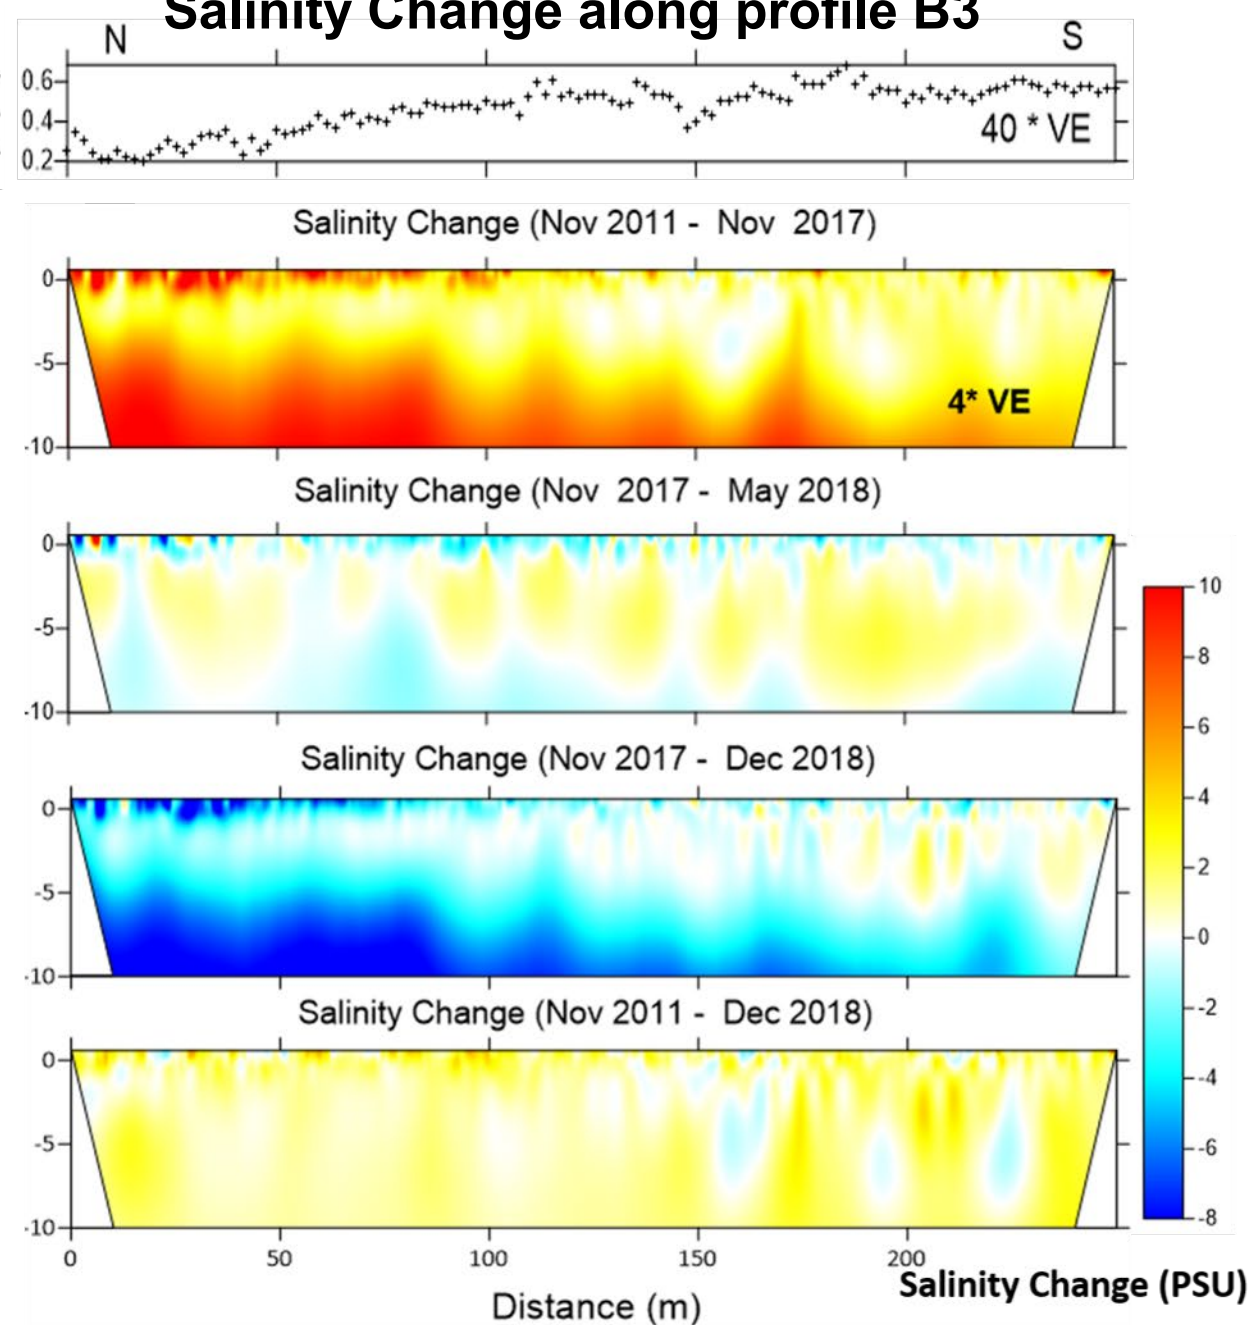 Salinity Change along profile B3
N S
0.6
0.4
0.2
40 * VE
Salinity Change (Nov 2011 - Nov 2017)
0
-5
-10
4* VE
Salinity Change (Nov 2017 - May 2018)
0
-5
-10
Salinity Change (Nov 2017 - Dec 2018)
0
-5
-10
Salinity Change (Nov 2011 - Dec 2018)
0
-5
-10
0 50 100 150 200
Distance (m)
10
8
6
4
2
0
-2
-4
-6
-8
Salinity Change (PSU)